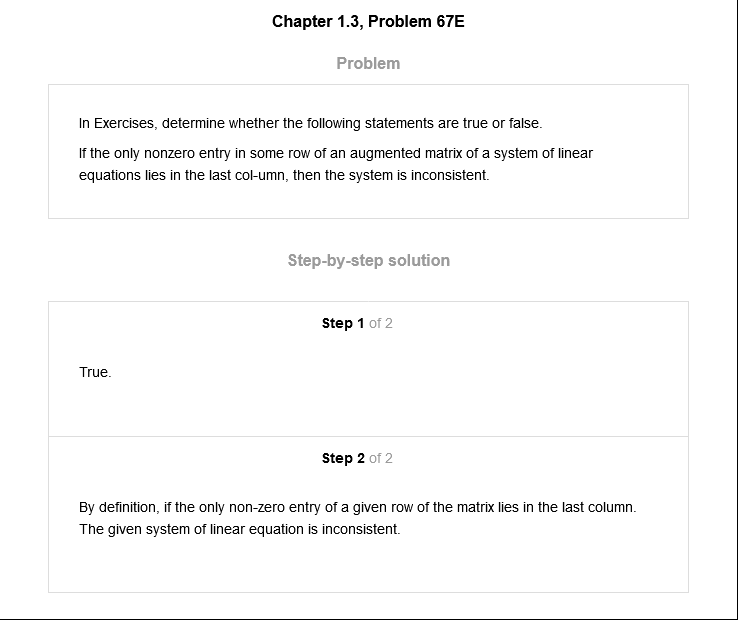 Chapter 1.3, Problem 67E
Problem
In Exercises, determine whether the following statements are true or false.
If the only nonzero entry in some row of an augmented matrix of a system of linear
equations lies in the last col-umn, then the system is inconsistent.
Step-by-step solution
Step 1 of 2
True.
Step 2 of 2
By definition, if the only non-zero entry of a given row of the matrix lies in the last column.
The given system of linear equation is inconsistent.